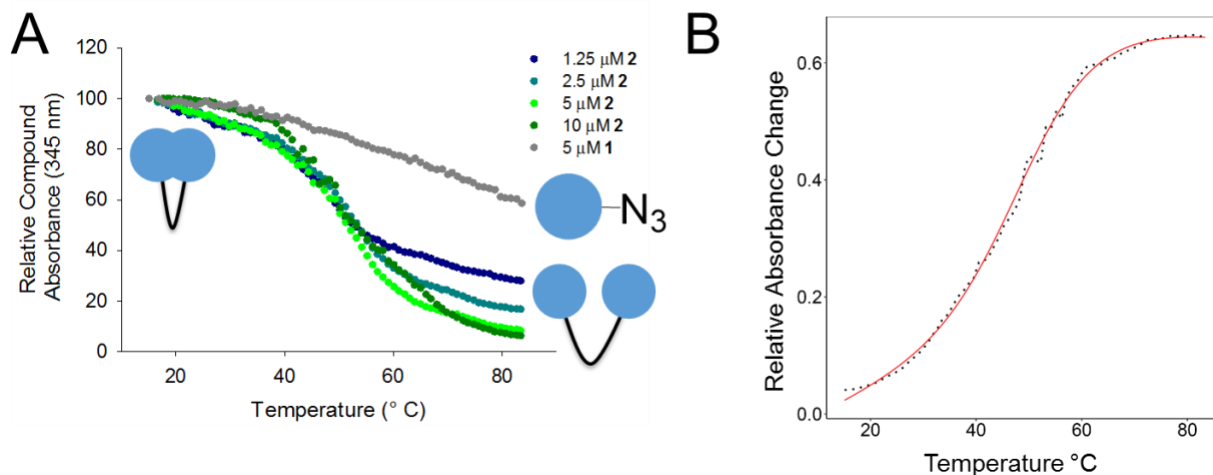 A
Relative Compound
Absorbance (345 nm)
120
100
80
60
40
20
0
20
40
60
80
Temperature (° C)
1.25 μM 2
2.5 μM 2
5 μM 2
10 μM 2
5 μM 1
N3
B
Relative Absorbance Change
0.6
0.4
0.2
0.0
20
40
60
80
Temperature °C